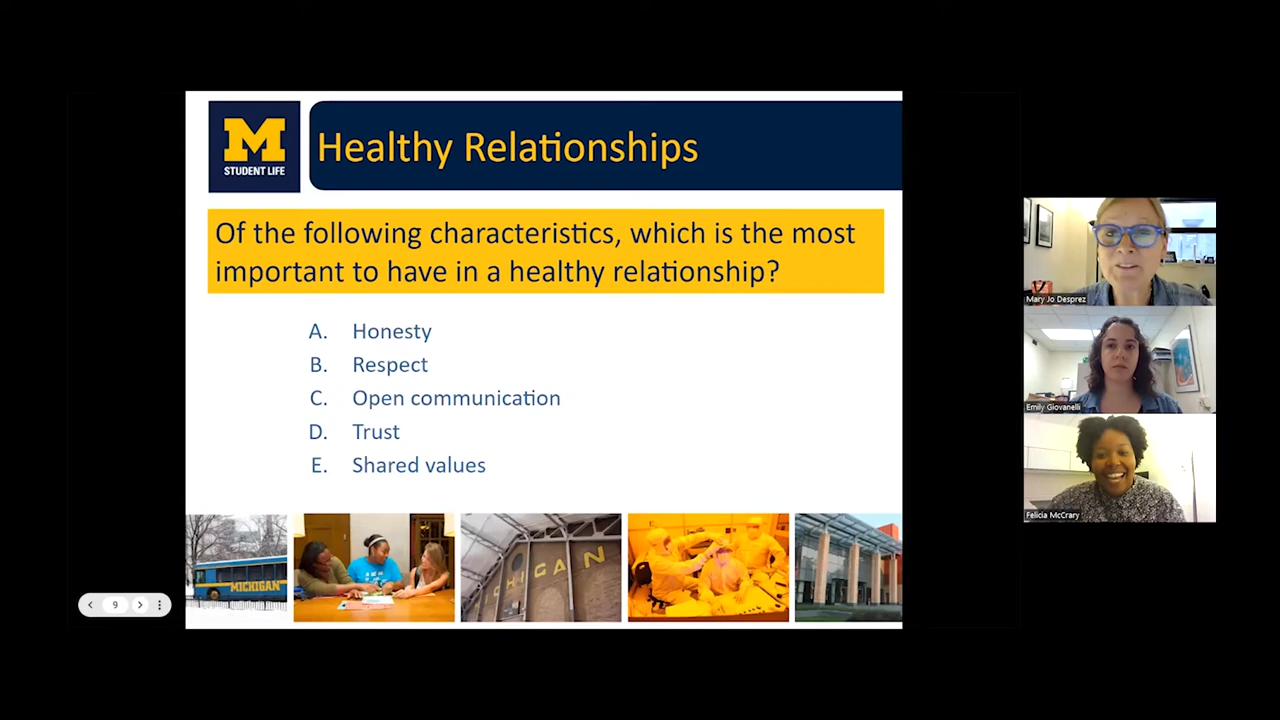 M
STUDENT LIFE
Healthy Relationships
Of the following characteristics, which is the most
important to have in a healthy relationship?
A. Honesty
B. Respect
C. Open communication
D. Trust
E. Shared values
MICHIGAN
CHIGAN
9
Mary Jo Desprez
Emily Giovanelli
Felicia McCrary